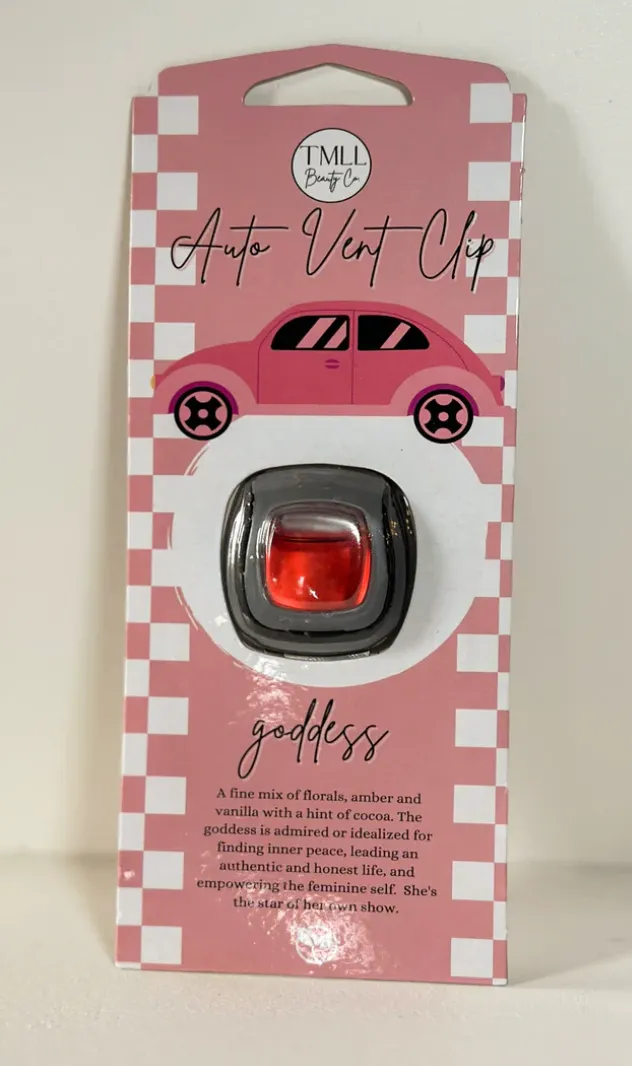 TMLL
Beauty Co.
Auto Vent Clip
goddess
A fine mix of florals, amber and
vanilla with a hint of cocoa. The
goddess is admired or idealized for
finding inner peace, leading an
authentic and honest life, and
empowering the feminine self. She's
the star of her own show.